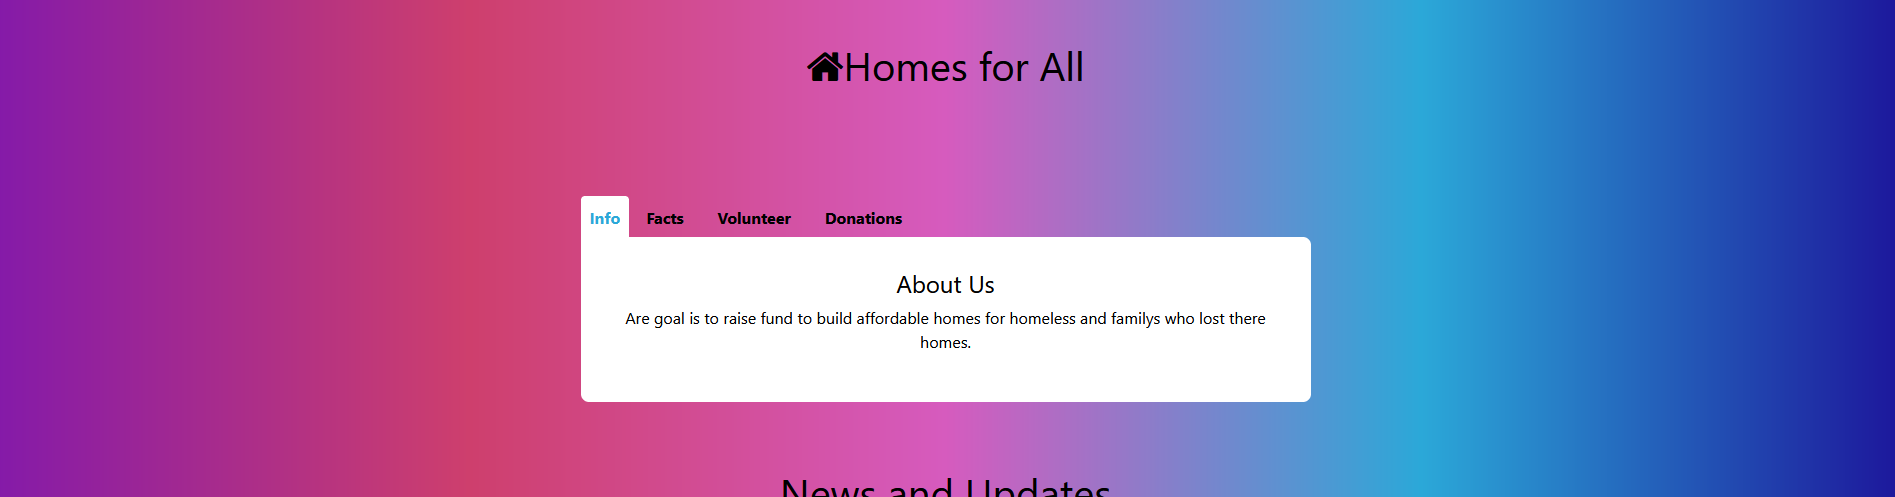 Homes for All
Info Facts Volunteer Donations
About Us
Are goal is to raise fund to build affordable homes for homeless and familys who lost there
homes.
News and Updates